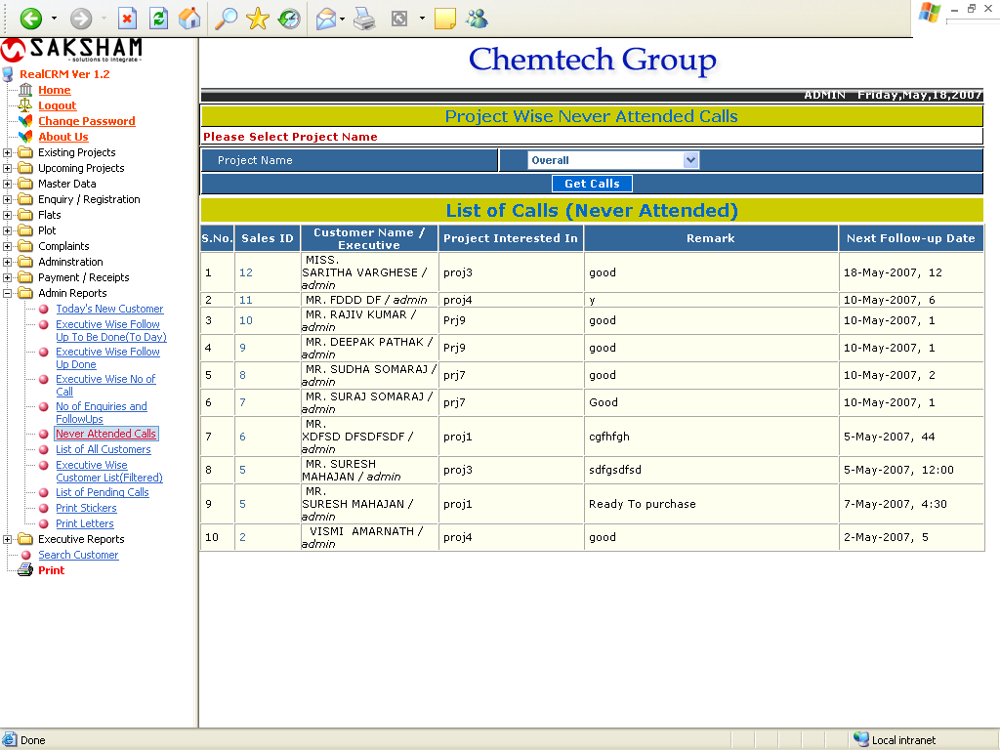 SAKSHAM
- solutions to integrate -
RealCRM Ver 1.2
Home
Logout
Change Password
About Us
Existing Projects
Upcoming Projects
Master Data
Enquiry / Registration
Flats
Plot
Complaints
Adminstration
Payment / Receipts
Admin Reports
Today's New Customer
Executive Wise Follow
Up To Be Done(To Day)
Executive Wise Follow
Up Done
Executive Wise No of
Call
No of Enquiries and
FollowUps
Never Attended Calls
List of All Customers
Executive Wise
Customer List(Filtered)
List of Pending Calls
Print Stickers
Print Letters
Executive Reports
Search Customer
Print
Chemtech Group
ADMIN Friday,May,18,2007
Project Wise Never Attended Calls
Please Select Project Name
Project Name Overall
Get Calls
List of Calls (Never Attended)
S.No. Sales ID Customer Name / Executive Project Interested In Remark Next Follow-up Date
1 12 MISS. SARITHA VARGHESE / admin proj3 good 18-May-2007, 12
2 11 MR. FDDD DF / admin proj4 y 10-May-2007, 6
3 10 MR. RAJIV KUMAR / admin Prj9 good 10-May-2007, 1
4 9 MR. DEEPAK PATHAK / admin Prj9 good 10-May-2007, 1
5 8 MR. SUDHA SOMARAJ / admin prj7 good 10-May-2007, 2
6 7 MR. SURAJ SOMARAJ / admin prj7 Good 10-May-2007, 1
7 6 MR. XDFSD DFSDFSDF / admin proj1 cgfhfgh 5-May-2007, 44
8 5 MR. SURESH MAHAJAN / admin proj3 sdfgsdfsd 5-May-2007, 12:00
9 5 MR. SURESH MAHAJAN / admin proj1 Ready To purchase 7-May-2007, 4:30
10 2 VISMI AMARNATH / admin proj4 good 2-May-2007, 5
Done
Local intranet